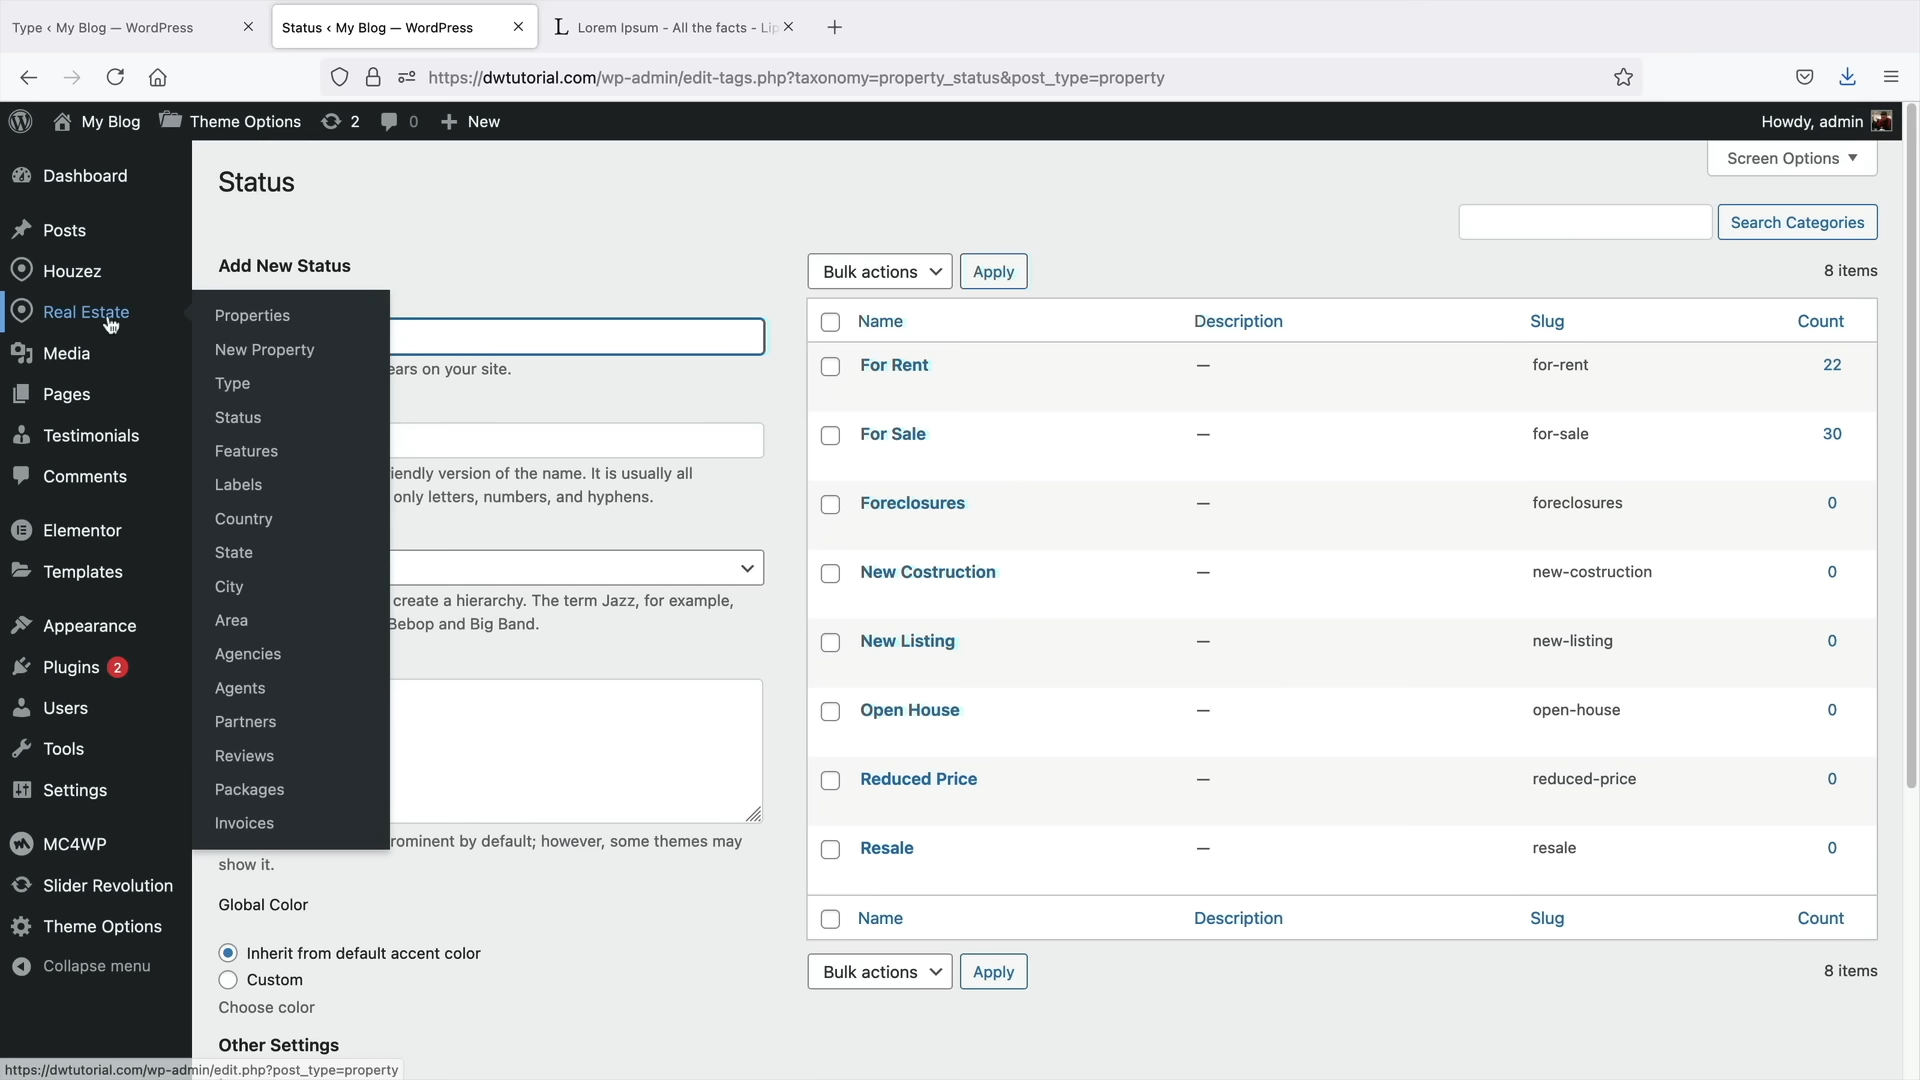 Type ‹ My Blog — WordPress
Status ‹ My Blog — WordPress
Lorem Ipsum - All the facts - Lip
https://dwtutorial.com/wp-admin/edit-tags.php?taxonomy=property_status&post_type=property
My Blog
Theme Options
2
0
New
Howdy, admin
Dashboard
Posts
Houzez
Real Estate
Media
Pages
Testimonials
Comments
Elementor
Templates
Appearance
Plugins 2
Users
Tools
Settings
MC4WP
Slider Revolution
Theme Options
Collapse menu
Properties
New Property
Type
Status
Features
Labels
Country
State
City
Area
Agencies
Agents
Partners
Reviews
Packages
Invoices
Status
Screen Options
Search Categories
Add New Status
ears on your site.
iendly version of the name. It is usually all
only letters, numbers, and hyphens.
create a hierarchy. The term Jazz, for example,
Bebop and Big Band.
rominent by default; however, some themes may
show it.
Global Color
Inherit from default accent color
Custom
Choose color
Other Settings
Bulk actions
Apply
8 items
Name Description Slug Count
For Rent — for-rent 22
For Sale — for-sale 30
Foreclosures — foreclosures 0
New Costruction — new-costruction 0
New Listing — new-listing 0
Open House — open-house 0
Reduced Price — reduced-price 0
Resale — resale 0
Name Description Slug Count
Bulk actions
Apply
8 items
https://dwtutorial.com/wp-admin/edit.php?post_type=property